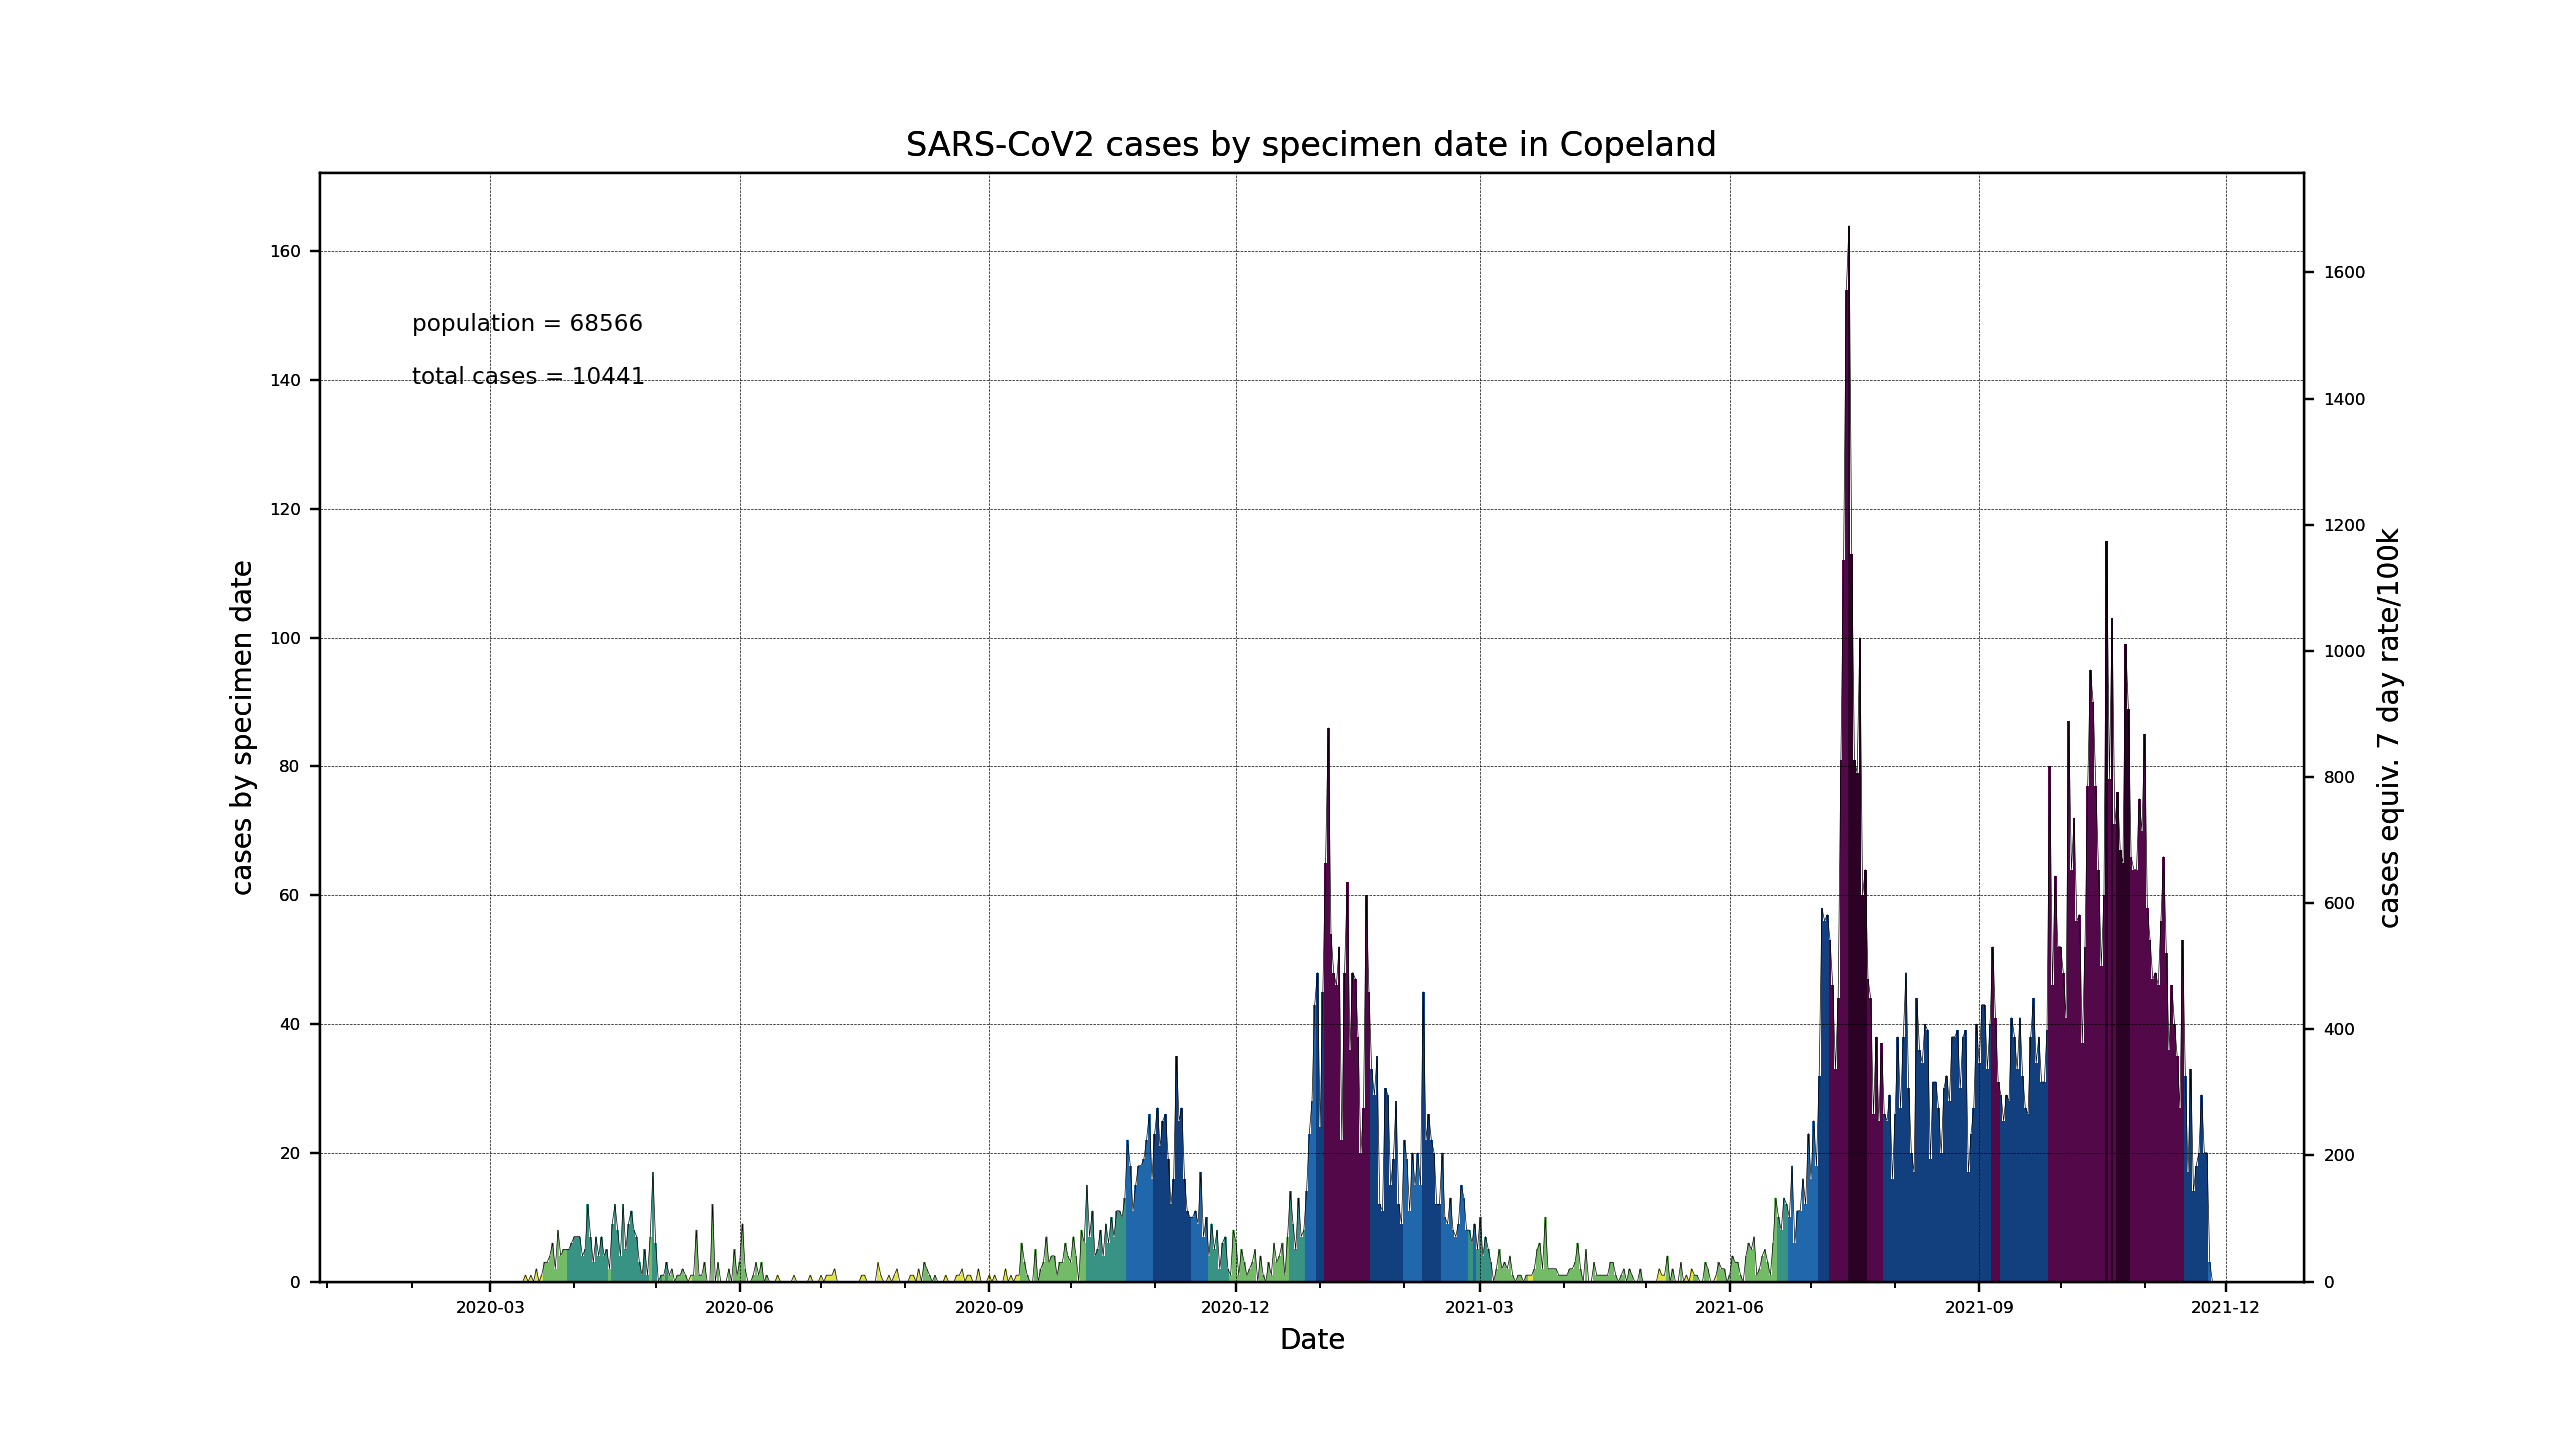 SARS-CoV2 cases by specimen date in Copeland
population = 68566
total cases = 10441
cases by specimen date
160
140
120
100
80
60
40
20
0
1600
1400
1200
1000
800
600
400
200
0
cases equiv. 7 day rate/100k
2020-03 2020-06 2020-09 2020-12 2021-03 2021-06 2021-09 2021-12
Date